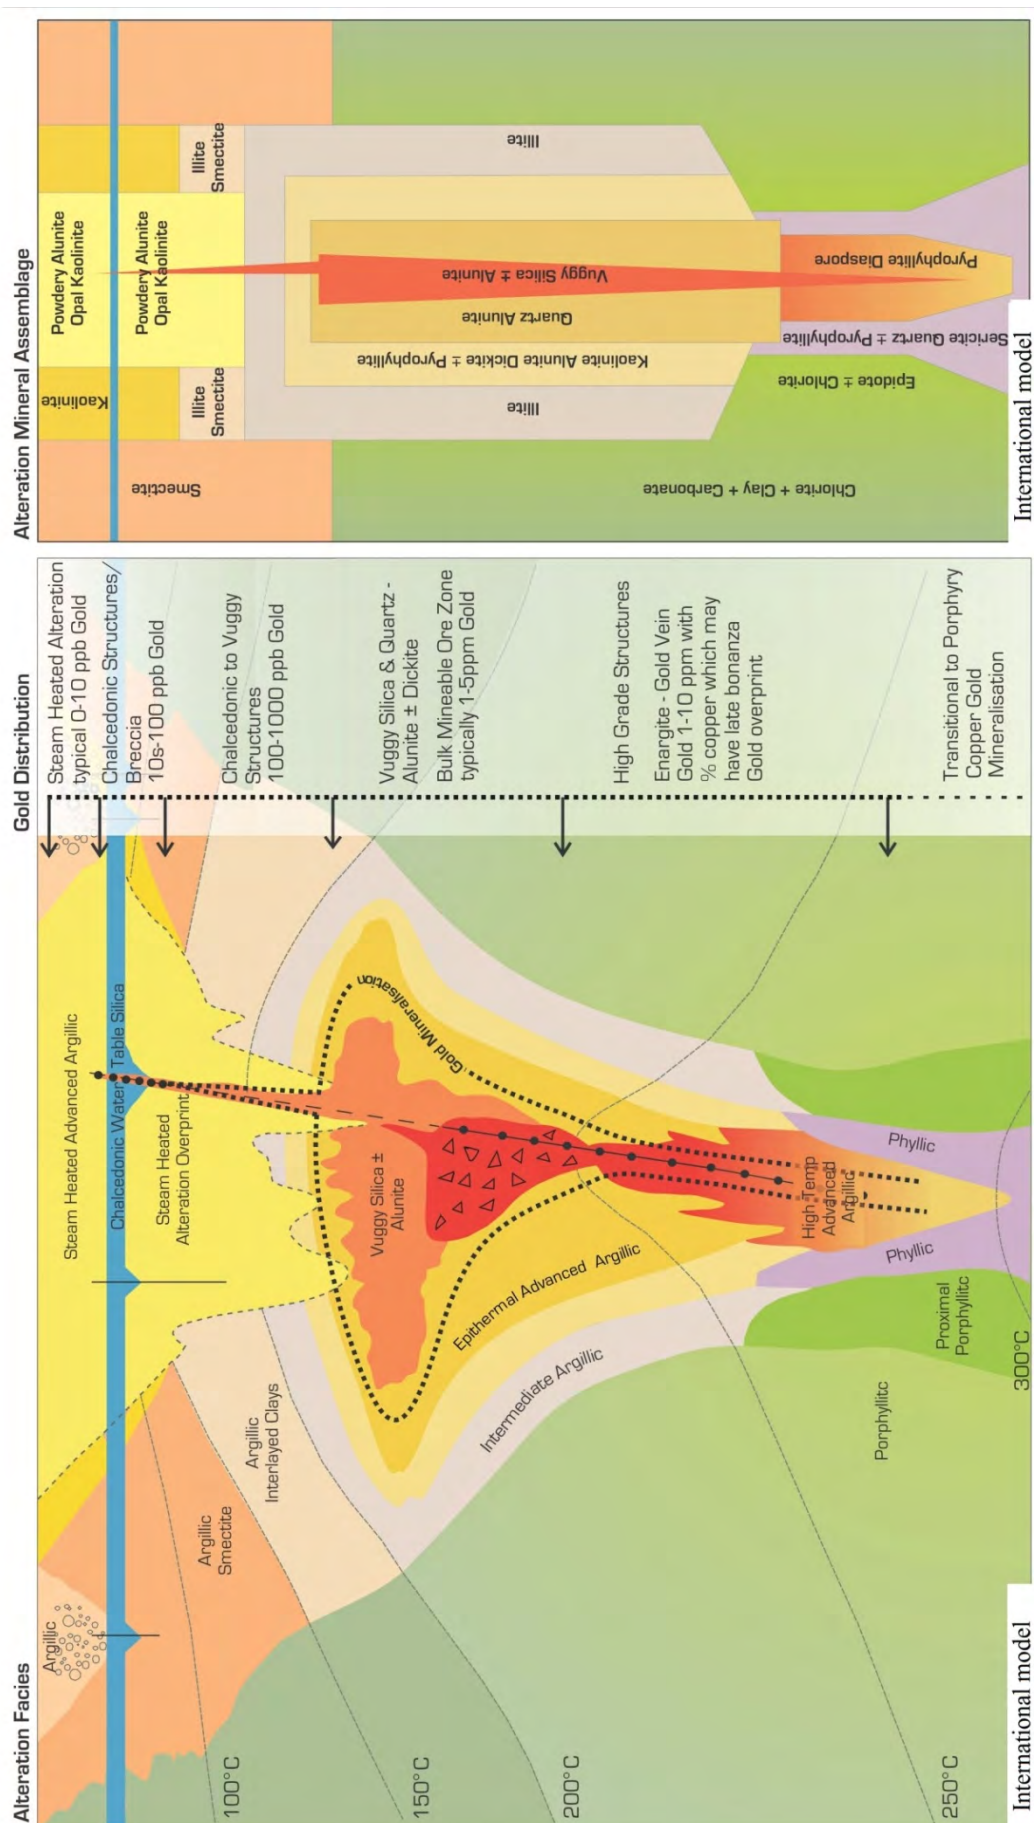 Alteration Facies
Gold Distribution
Alteration Mineral Assemblage
Argillic
Steam Heated Advanced Argillic
Chalcedonic Water Table Silica
Steam Heated
Alteration Overprint
Argillic
Smectite
Argillic
Interlayed Clays
100°C
150°C
200°C
250°C
300°C
Vuggy Silica ±
Alunite
Gold Mineralisation
Epithermal Advanced Argillic
Intermediate Argillic
High-Temp
Advanced
Argillic
Phyllic
Phyllic
Proximal
Porphyllitc
Porphyllitc
International model
Steam Heated Alteration
typical 0-10 ppb Gold
Chalcedonic Structures/
Breccia
10s-100 ppb Gold
Chalcedonic to Vuggy
Structures
100-1000 ppb Gold
Vuggy Silica & Quartz -
Alunite ± Dickite
Bulk Mineable Ore Zone
typically 1-5ppm Gold
High Grade Structures
Enargite - Gold Vein
Gold 1-10 ppm with
% copper which may
have late bonanza
Gold overprint
Transitional to Porphyry
Copper Gold
Mineralisation
Smectite
Kaolinite
Powdery Alunite
Opal Kaolinite
Powdery Alunite
Opal Kaolinite
Illite
Smectite
Illite
Smectite
Illite
Illite
Kaolinite Alunite Dickite ± Pyrophyllite
Quartz Alunite
Vuggy Silica ± Alunite
Pyrophyllite Diaspore
Sericite Quartz ± Pyrophyllite
Epidote ± Chlorite
Chlorite + Clay + Carbonate
International model